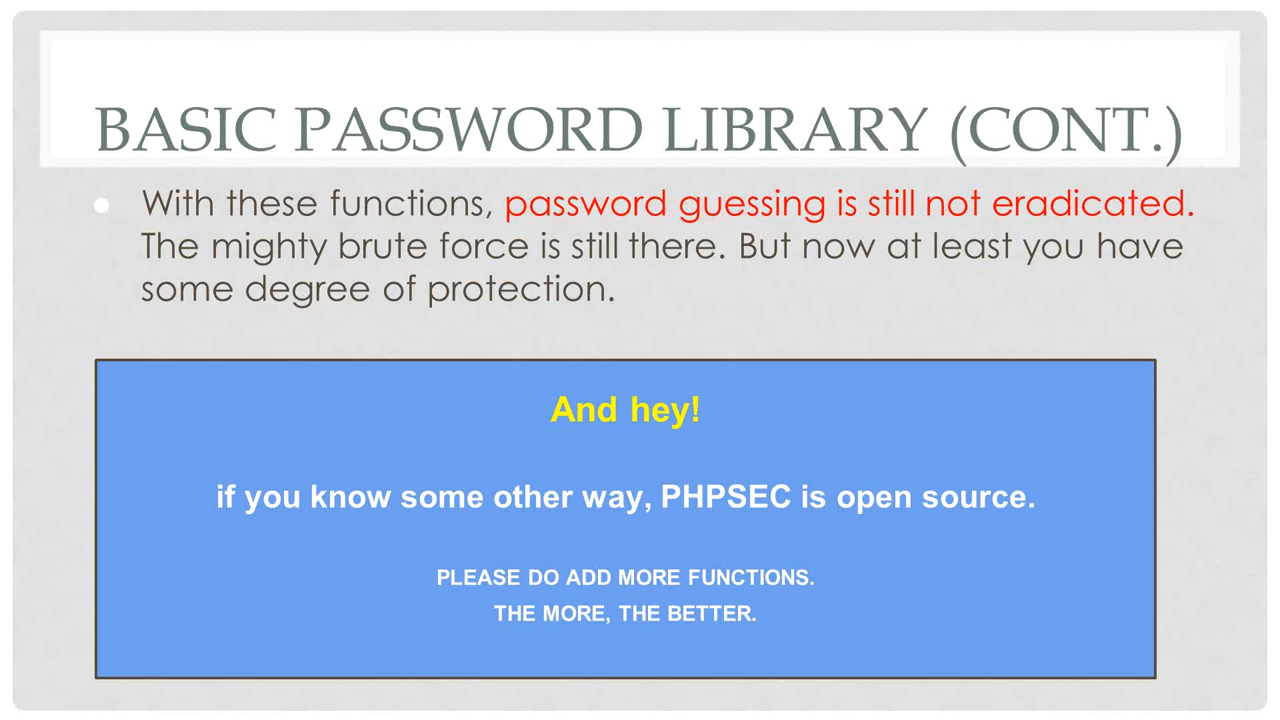 BASIC PASSWORD LIBRARY (CONT.)
● With these functions, password guessing is still not eradicated.
The mighty brute force is still there. But now at least you have
some degree of protection.
And hey!
if you know some other way, PHPSEC is open source.
PLEASE DO ADD MORE FUNCTIONS.
THE MORE, THE BETTER.